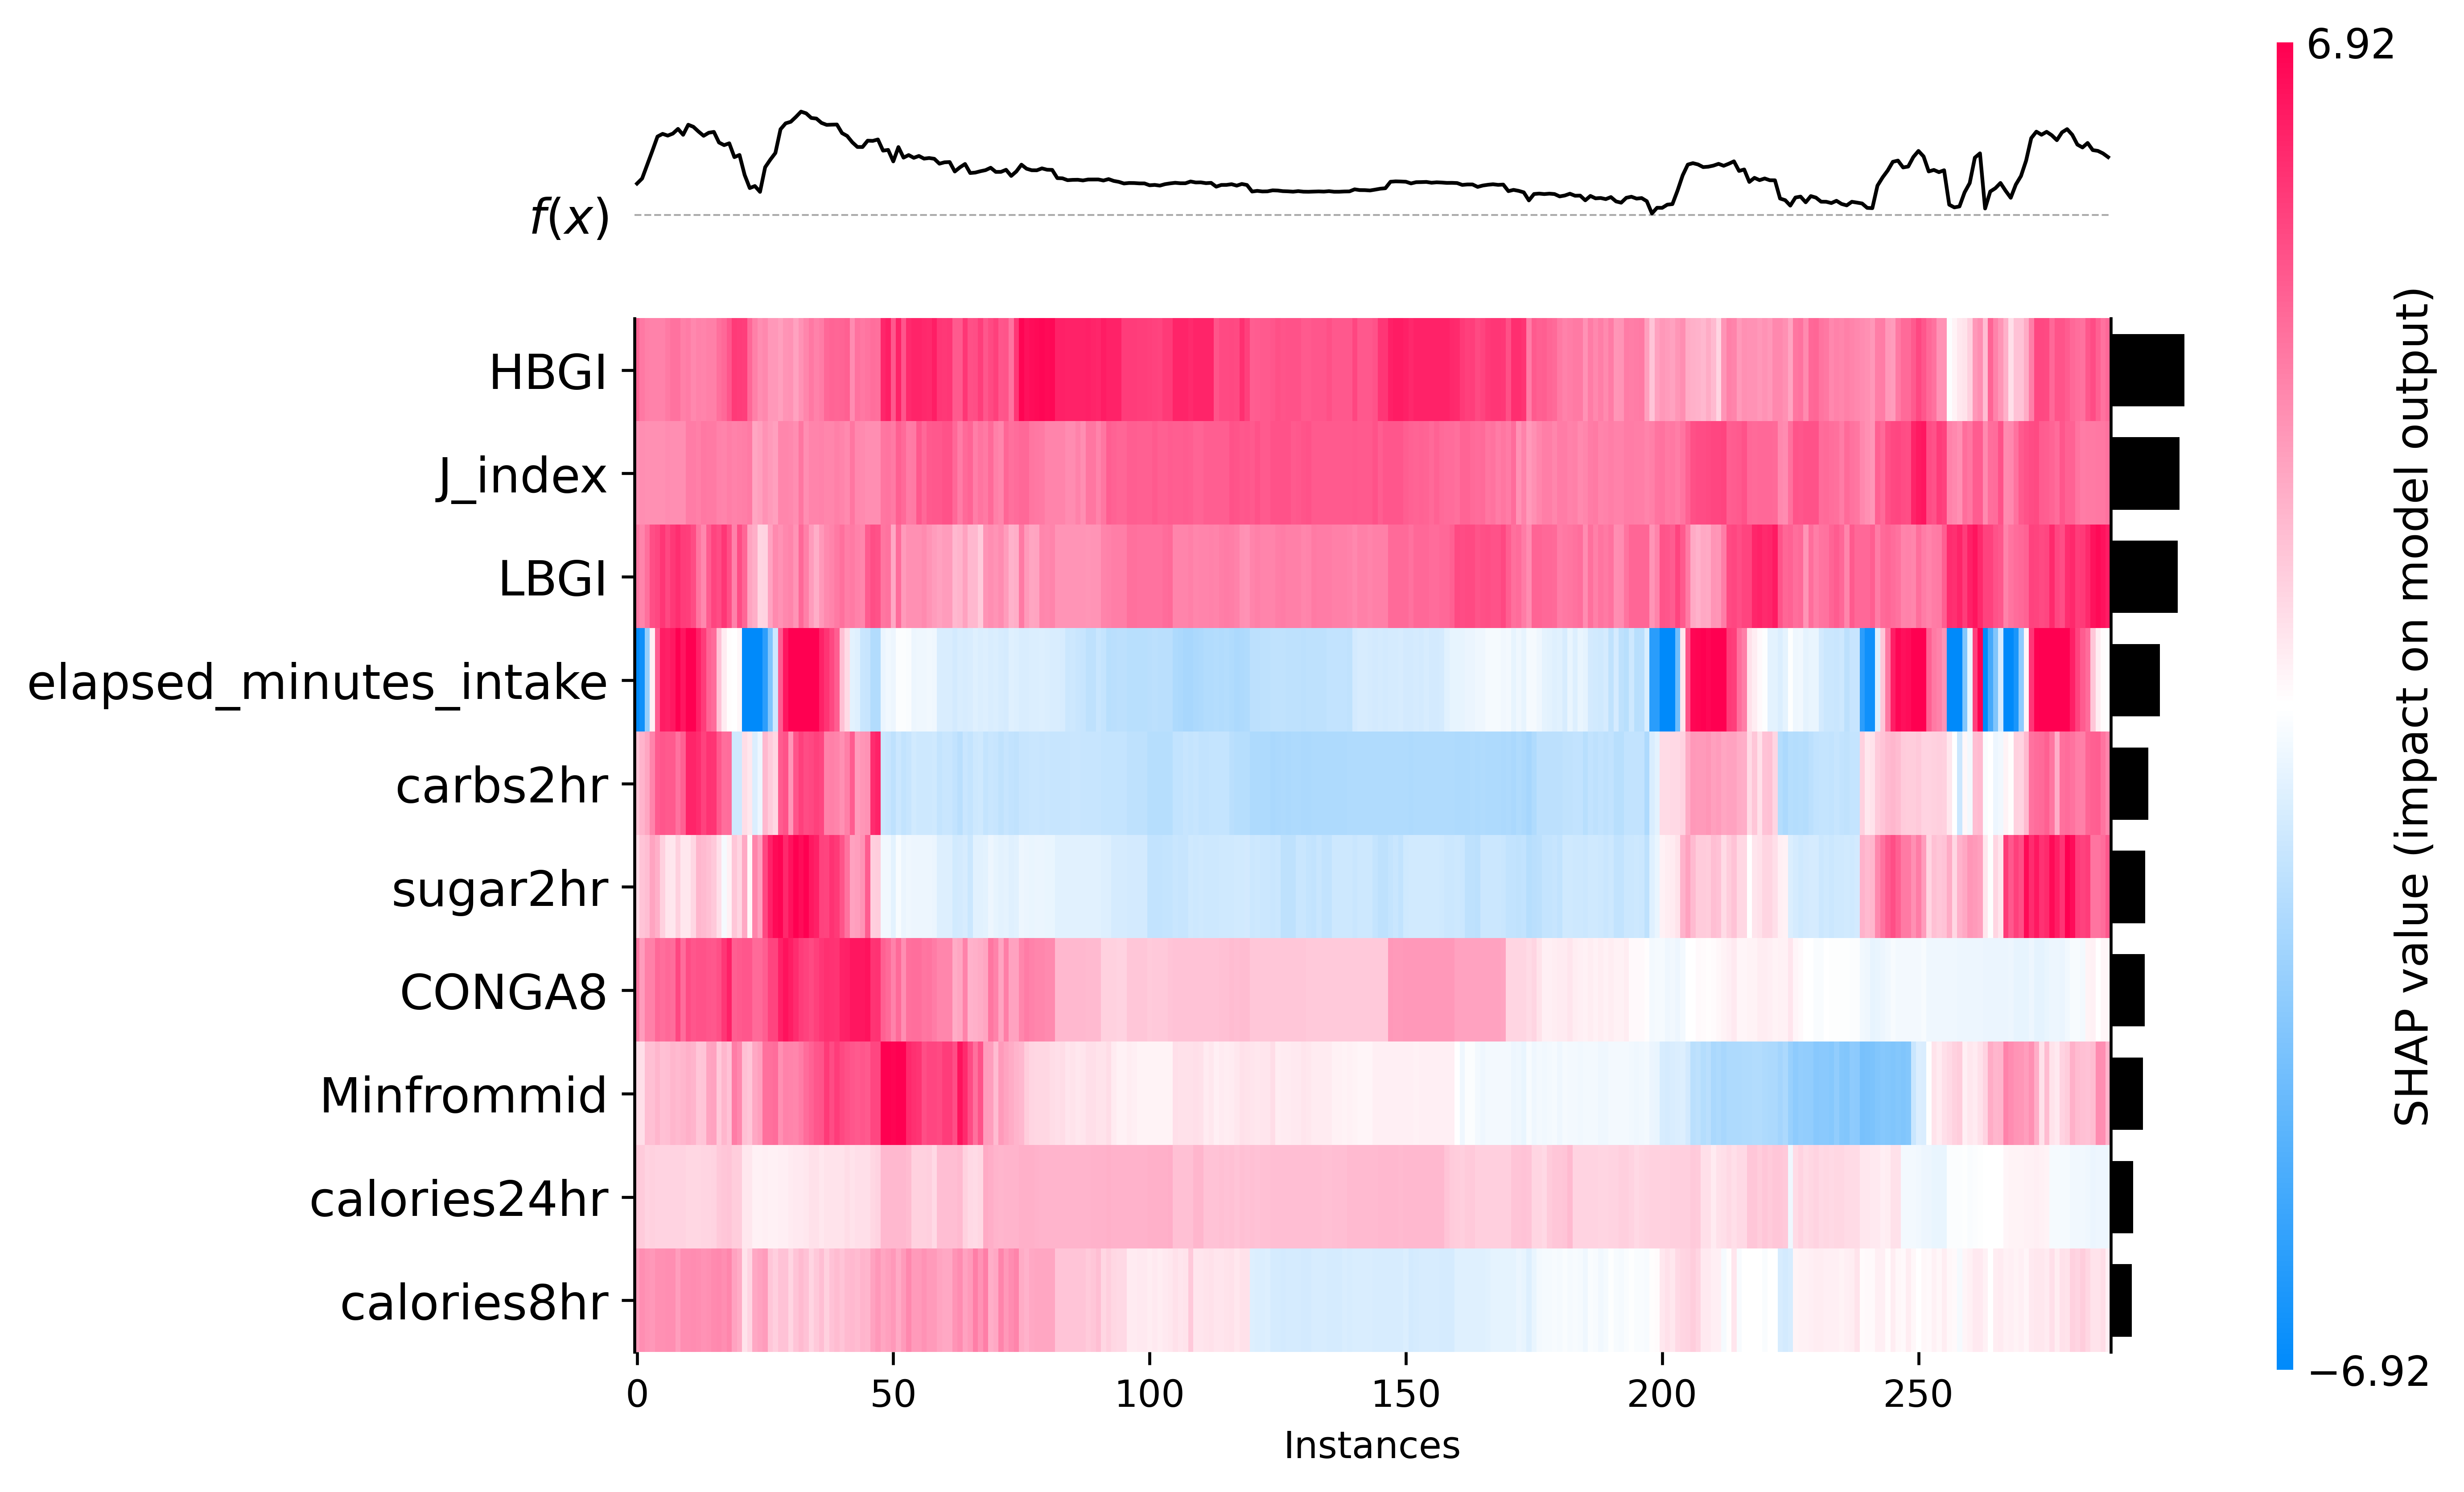 6.92
f(x)
HBGI
J_index
LBGI
elapsed_minutes_intake
carbs2hr
sugar2hr
CONGA8
Minfrommid
calories24hr
calories8hr
0 50 100 150 200 250
Instances
−6.92
SHAP value (impact on model output)